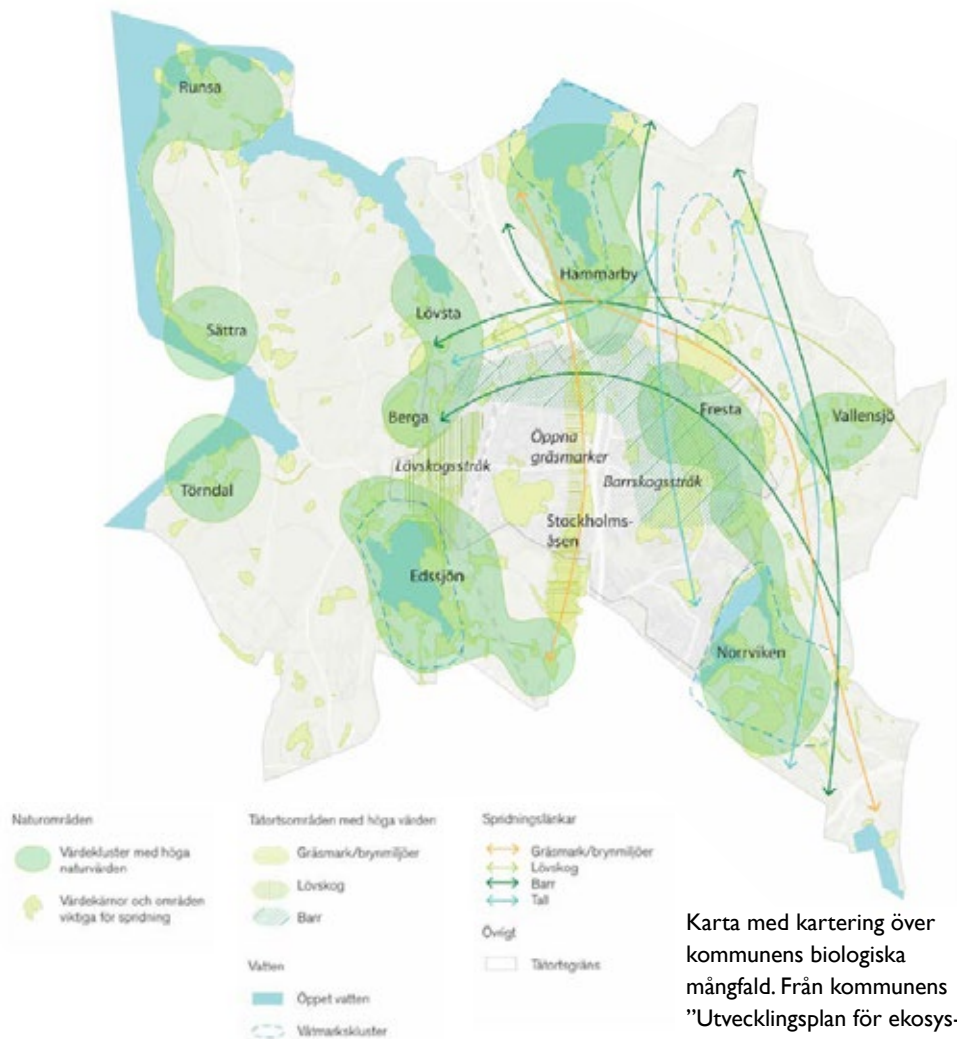 Runsa
Hammarby
Lövsta
Sättra
Berga
Fresta
Vallensjö
Öppna
gräsmarker
Lövskogsstråk
Barrskogsstråk
Törndal
Stockholms-
åsen
Edssjön
Norrviken
Naturområden
Värdekluster med höga
naturvärden
Värdekärnor och områden
viktiga för spridning
Tätortsområden med höga värden
Gräsmark/brynmiljöer
Lövskog
Barr
Vatten
Öppet vatten
Våtmarkskluster
Spridningslänkar
Gräsmark/brynmiljöer
Lövskog
Barr
Tall
Övrigt
Tätortsgräns
Karta med kartering över
kommunens biologiska
mångfald. Från kommunens
”Utvecklingsplan för ekosys-